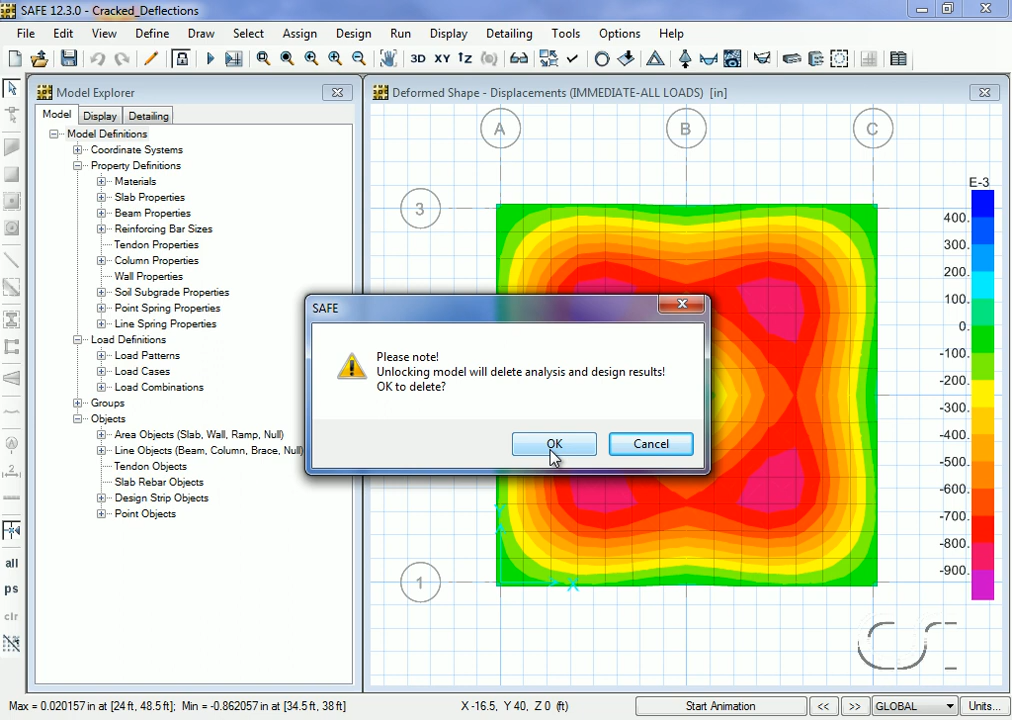 SAFE 12.3.0 - Cracked_Deflections
File Edit View Define Draw Select Assign Design Run Display Detailing Tools Options Help
3D XY ↑Z
Model Explorer
Model Display Detailing
Model Definitions
Coordinate Systems
Property Definitions
Materials
Slab Properties
Beam Properties
Reinforcing Bar Sizes
Tendon Properties
Column Properties
Wall Properties
Soil Subgrade Properties
Point Spring Properties
Line Spring Properties
Load Definitions
Load Patterns
Load Cases
Load Combinations
Groups
Objects
Area Objects (Slab, Wall, Ramp, Null)
Line Objects (Beam, Column, Brace, Null)
Tendon Objects
Slab Rebar Objects
Design Strip Objects
Point Objects
all
ps
clr
Deformed Shape - Displacements (IMMEDIATE-ALL LOADS) [in]
A B C
3
1
Y
X
E-3
400.
300.
200.
100.
0.
-100.
-200.
-300.
-400.
-500.
-600.
-700.
-800.
-900.
SAFE
Please note!
Unlocking model will delete analysis and design results!
OK to delete?
OK Cancel
CSI
Max = 0.020157 in at [24 ft, 48.5 ft]; Min = -0.862057 in at [34.5 ft, 38 ft]
X -16.5, Y 40, Z 0 (ft)
Start Animation << >> GLOBAL Units...